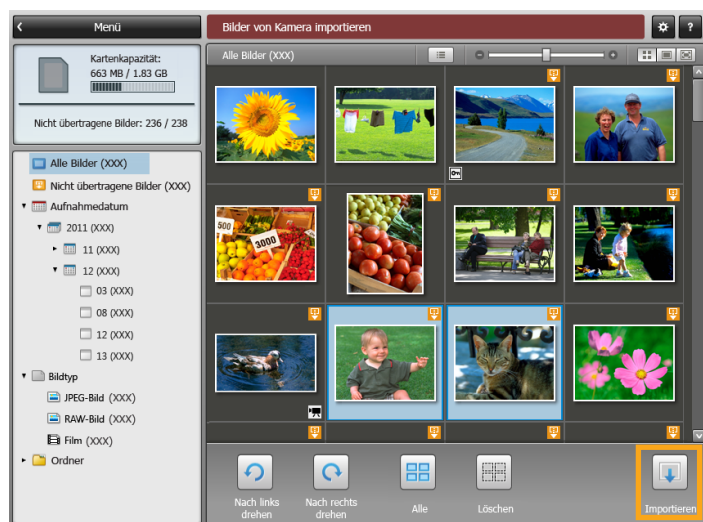 Menü
Bilder von Kamera importieren
?
Kartenkapazität:
663 MB / 1.83 GB
Nicht übertragene Bilder: 236 / 238
Alle Bilder (XXX)
Alle Bilder (XXX)
Nicht übertragene Bilder (XXX)
Aufnahmedatum
2011 (XXX)
11 (XXX)
12 (XXX)
03 (XXX)
08 (XXX)
12 (XXX)
13 (XXX)
Bildtyp
JPEG-Bild (XXX)
RAW-Bild (XXX)
Film (XXX)
Ordner
500
3000
Nach links
drehen
Nach rechts
drehen
Alle
Löschen
Importieren